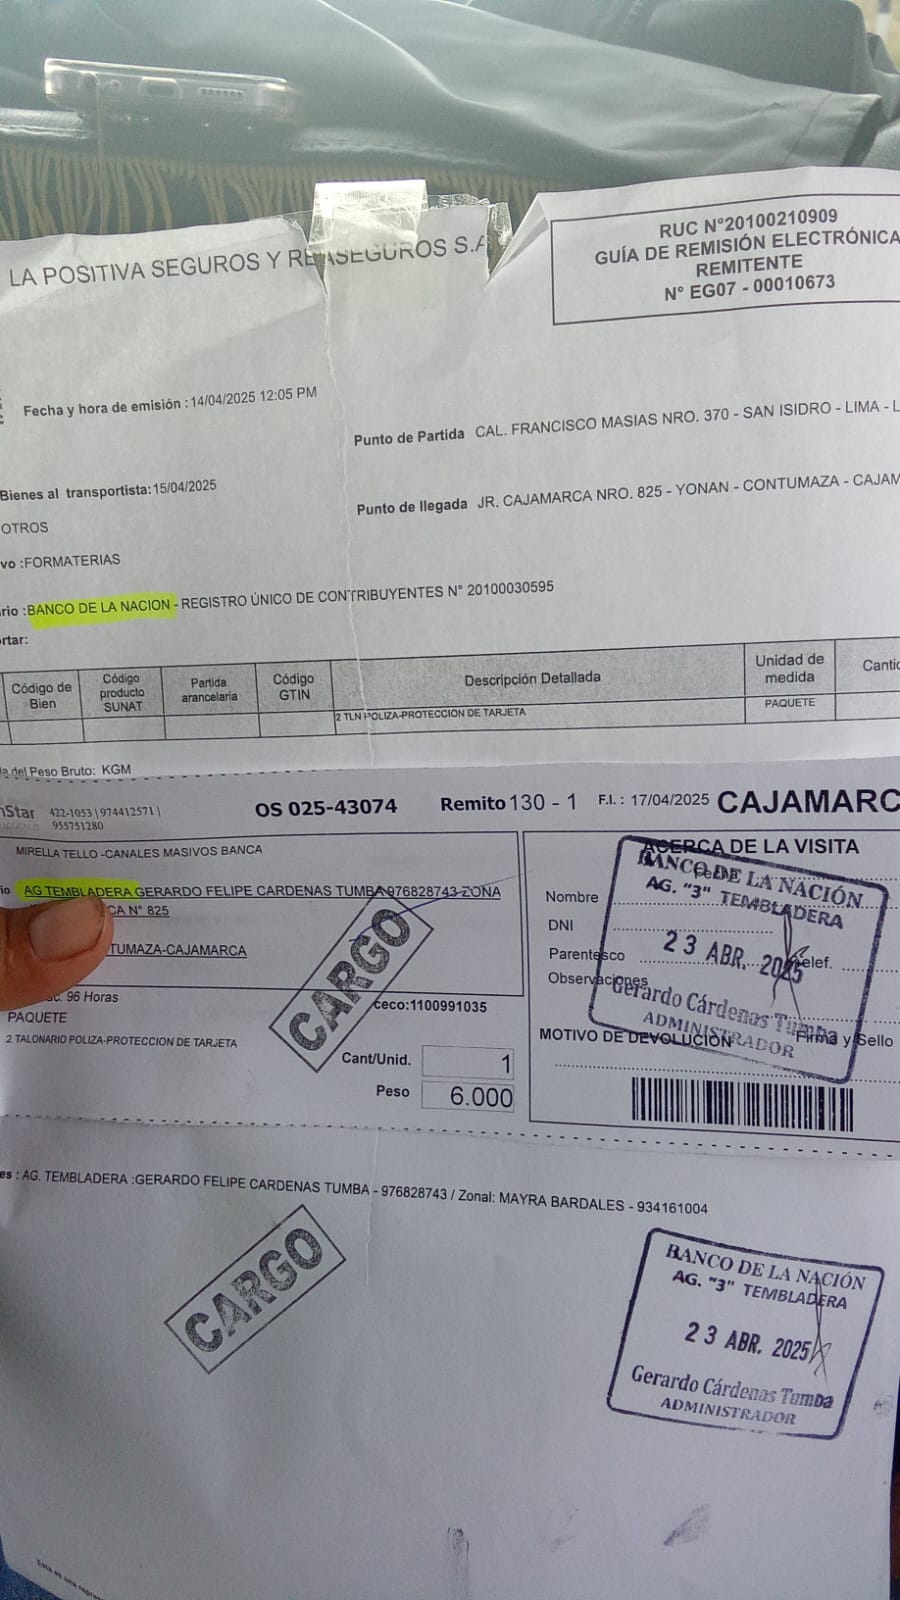 LA POSITIVA SEGUROS Y REASEGUROS S.A
RUC N°20100210909
GUÍA DE REMISIÓN ELECTRÓNICA
REMITENTE
N° EG07 - 00010673
Fecha y hora de emisión :14/04/2025 12:05 PM
Punto de Partida CAL. FRANCISCO MASIAS NRO. 370 - SAN ISIDRO - LIMA - L
Bienes al transportista:15/04/2025
Punto de llegada JR. CAJAMARCA NRO. 825 - YONAN - CONTUMAZA - CAJAM
OTROS
vo :FORMATERIAS
rio :BANCO DE LA NACION - REGISTRO ÚNICO DE CONTRIBUYENTES N° 20100030595
rtar:
Código de Bien
Código producto SUNAT
Partida arancelaria
Código GTIN
Descripción Detallada
Unidad de medida
Cantid
2 TLN POLIZA-PROTECCION DE TARJETA
PAQUETE
a del Peso Bruto: KGM
Star 422-1053 | 974412571 |
955751280
OS 025-43074
Remito 130 - 1
F.I. : 17/04/2025
CAJAMARC
MIRELLA TELLO -CANALES MASIVOS BANCA
io AG TEMBLADERA GERARDO FELIPE CARDENAS TUMBA 976828743 ZONA
CA N° 825
TUMAZA-CAJAMARCA
96 Horas
PAQUETE
2 TALONARIO POLIZA-PROTECCION DE TARJETA
CARGO
ceco:1100991035
Cant/Unid. 1
Peso 6.000
ACERCA DE LA VISITA
Fecha
Nombre
DNI
Parentesco
Telef.
Observaciones
MOTIVO DE DEVOLUCIÓN
Firma y Sello
BANCO DE LA NACIÓN
AG. "3" TEMBLADERA
23 ABR. 2025
Gerardo Cárdenas Tumba
ADMINISTRADOR
es : AG. TEMBLADERA :GERARDO FELIPE CARDENAS TUMBA - 976828743 / Zonal: MAYRA BARDALES - 934161004
CARGO
BANCO DE LA NACIÓN
AG. "3" TEMBLADERA
23 ABR. 2025
Gerardo Cárdenas Tumba
ADMINISTRADOR